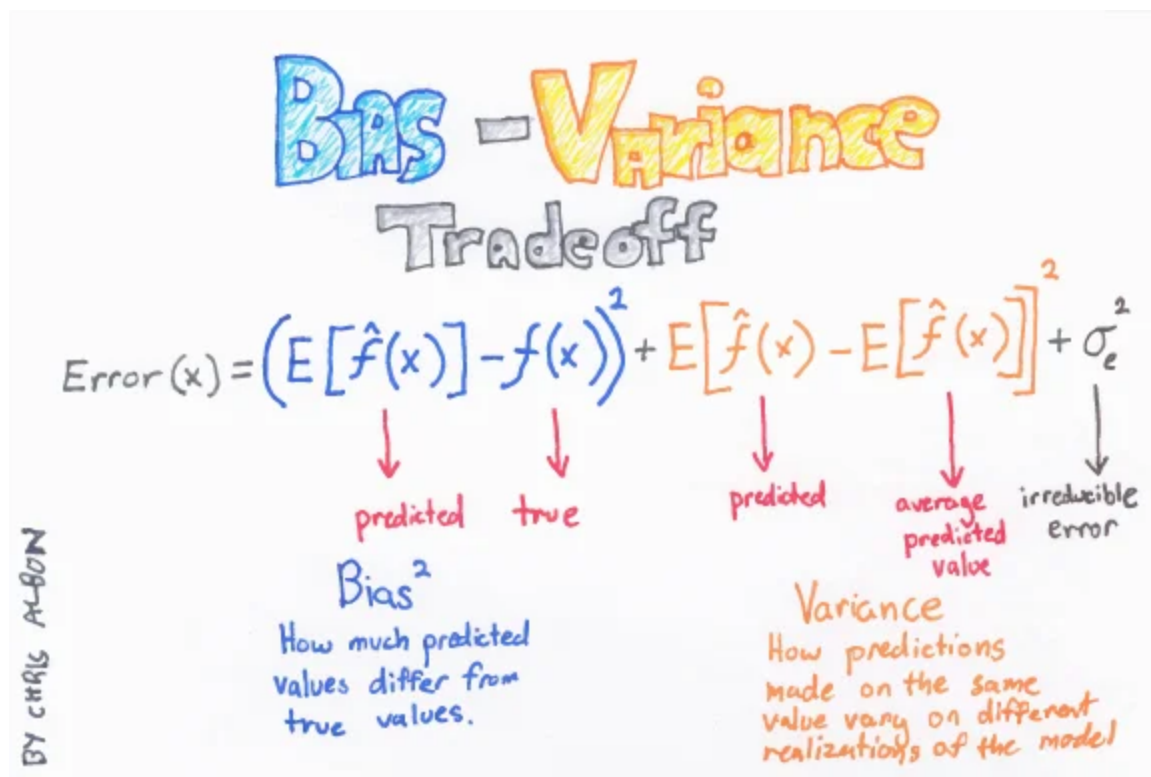 Bias - Variance
Tradeoff
Error(x) = (E[f̂(x)] - f(x))² + E[f̂(x) - E[f̂(x)]]² + σₑ²
predicted
true
predicted
average
predicted
value
irreducible
error
Bias²
How much predicted
values differ from
true values.
Variance
How predictions
made on the same
value vary on different
realizations of the model
BY CHRIS ALBON